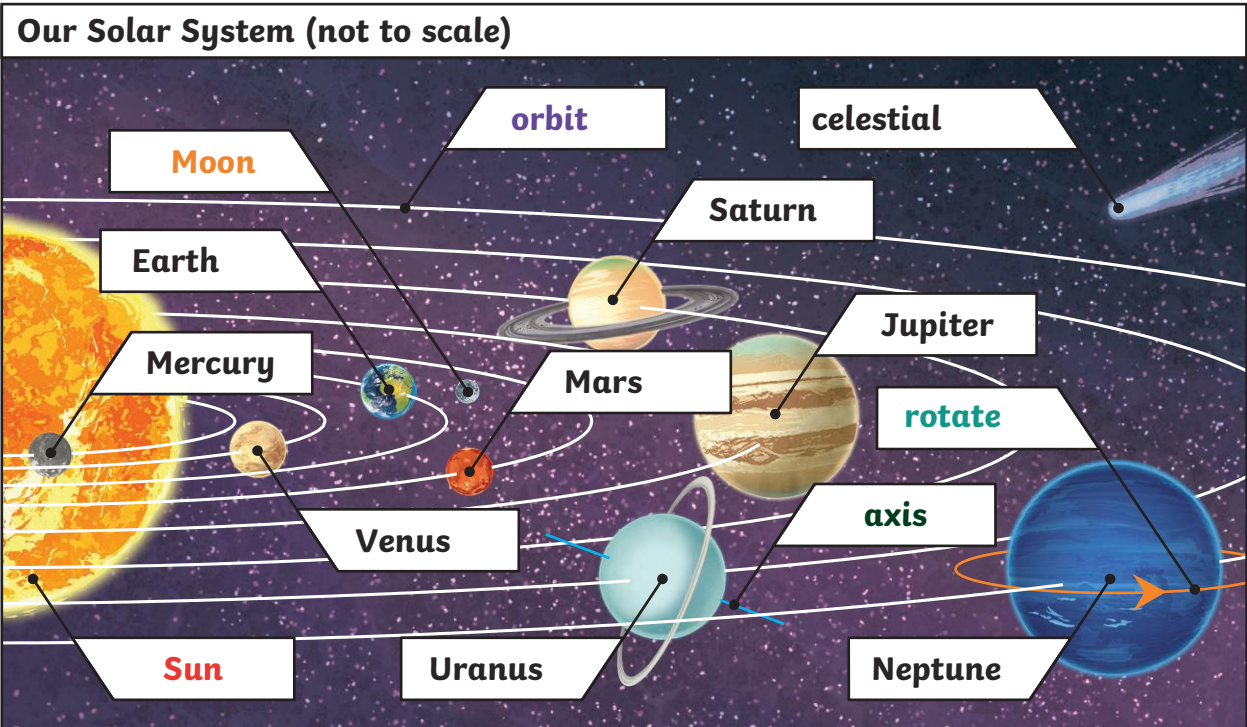 Our Solar System (not to scale)
orbit
celestial
Moon
Saturn
Earth
Jupiter
Mercury
Mars
rotate
axis
Venus
Sun
Uranus
Neptune